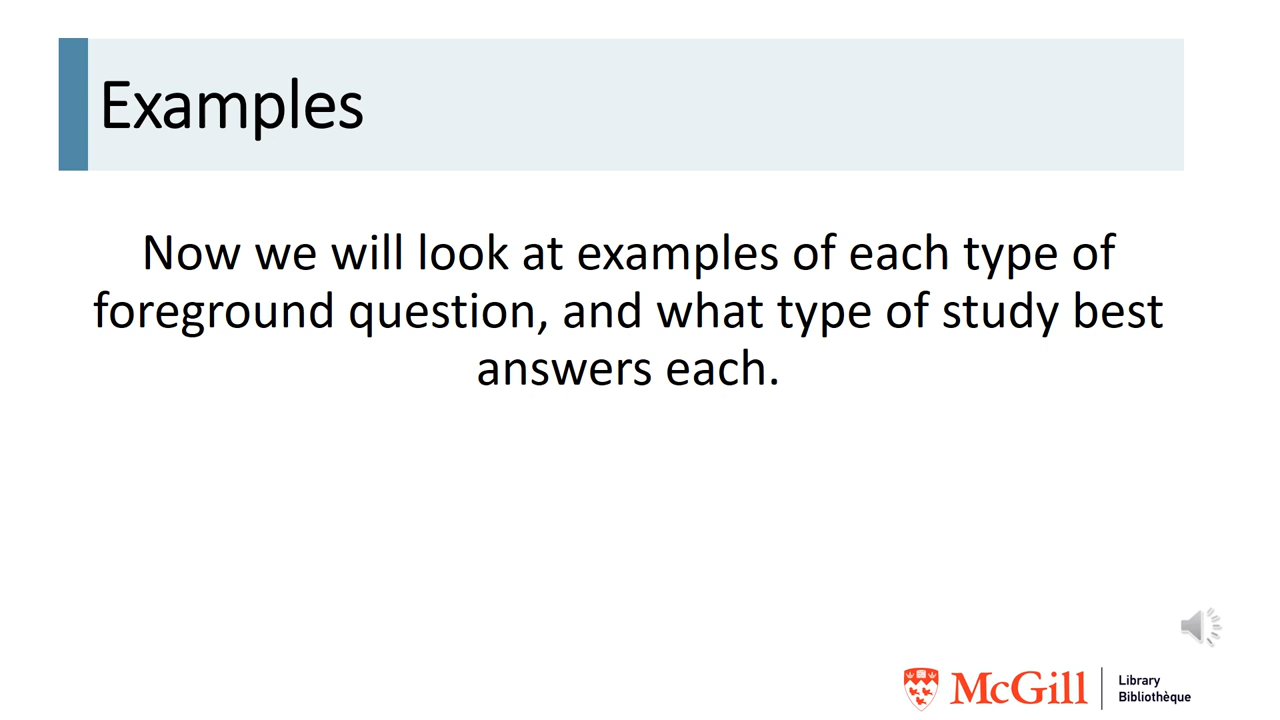 Examples
Now we will look at examples of each type of
foreground question, and what type of study best
answers each.
McGill
Library
Bibliothèque